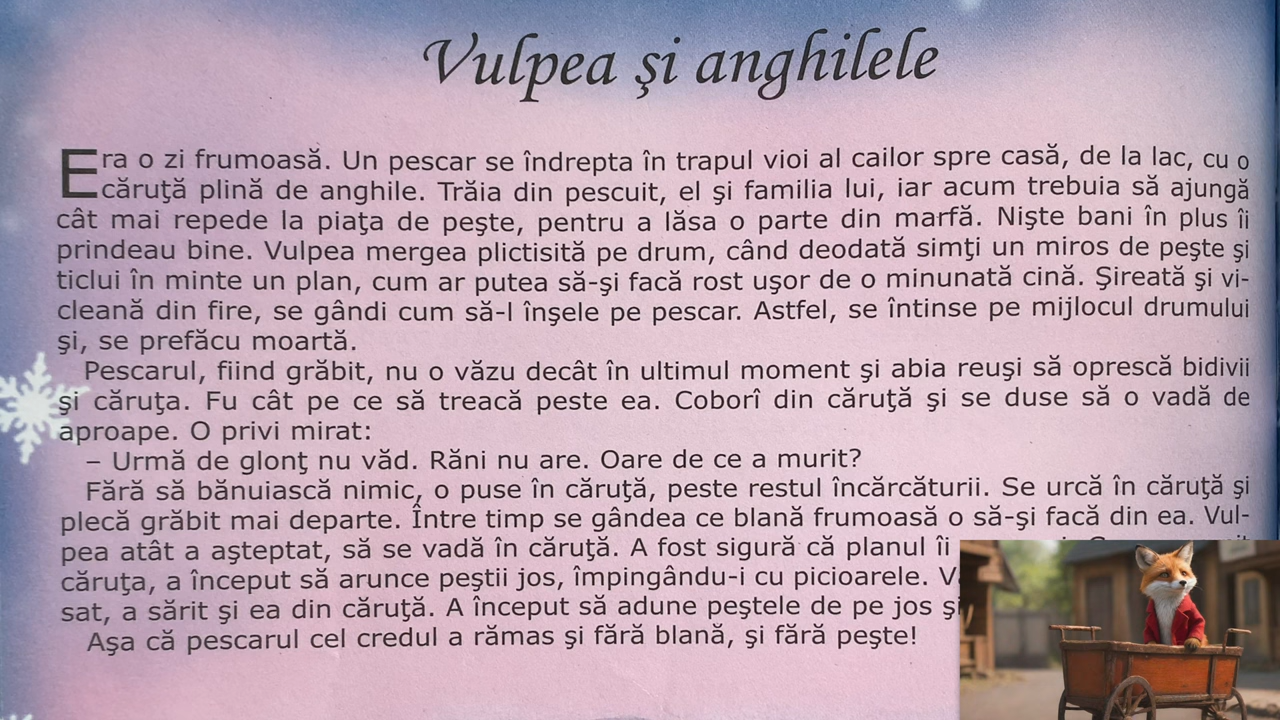 Vulpea şi anghilele
Era o zi frumoasă. Un pescar se îndrepta în trapul vioi al cailor spre casă, de la lac, cu o
căruţă plină de anghile. Trăia din pescuit, el şi familia lui, iar acum trebuia să ajungă
cât mai repede la piaţa de peşte, pentru a lăsa o parte din marfă. Nişte bani în plus îi
prindeau bine. Vulpea mergea plictisită pe drum, când deodată simţi un miros de peşte şi
ticlui în minte un plan, cum ar putea să-şi facă rost uşor de o minunată cină. Şireată şi vi-
cleană din fire, se gândi cum să-l înşele pe pescar. Astfel, se întinse pe mijlocul drumului
şi, se prefăcu moartă.
Pescarul, fiind grăbit, nu o văzu decât în ultimul moment şi abia reuşi să oprescă bidivii
şi căruţa. Fu cât pe ce să treacă peste ea. Coborî din căruţă şi se duse să o vadă de
aproape. O privi mirat:
– Urmă de glonţ nu văd. Răni nu are. Oare de ce a murit?
Fără să bănuiască nimic, o puse în căruţă, peste restul încărcăturii. Se urcă în căruţă şi
plecă grăbit mai departe. Între timp se gândea ce blană frumoasă o să-şi facă din ea. Vul-
pea atât a aşteptat, să se vadă în căruţă. A fost sigură că planul îi
căruţa, a început să arunce peştii jos, împingându-i cu picioarele.
sat, a sărit şi ea din căruţă. A început să adune peştele de pe jos şi
Aşa că pescarul cel credul a rămas şi fără blană, şi fără peşte!